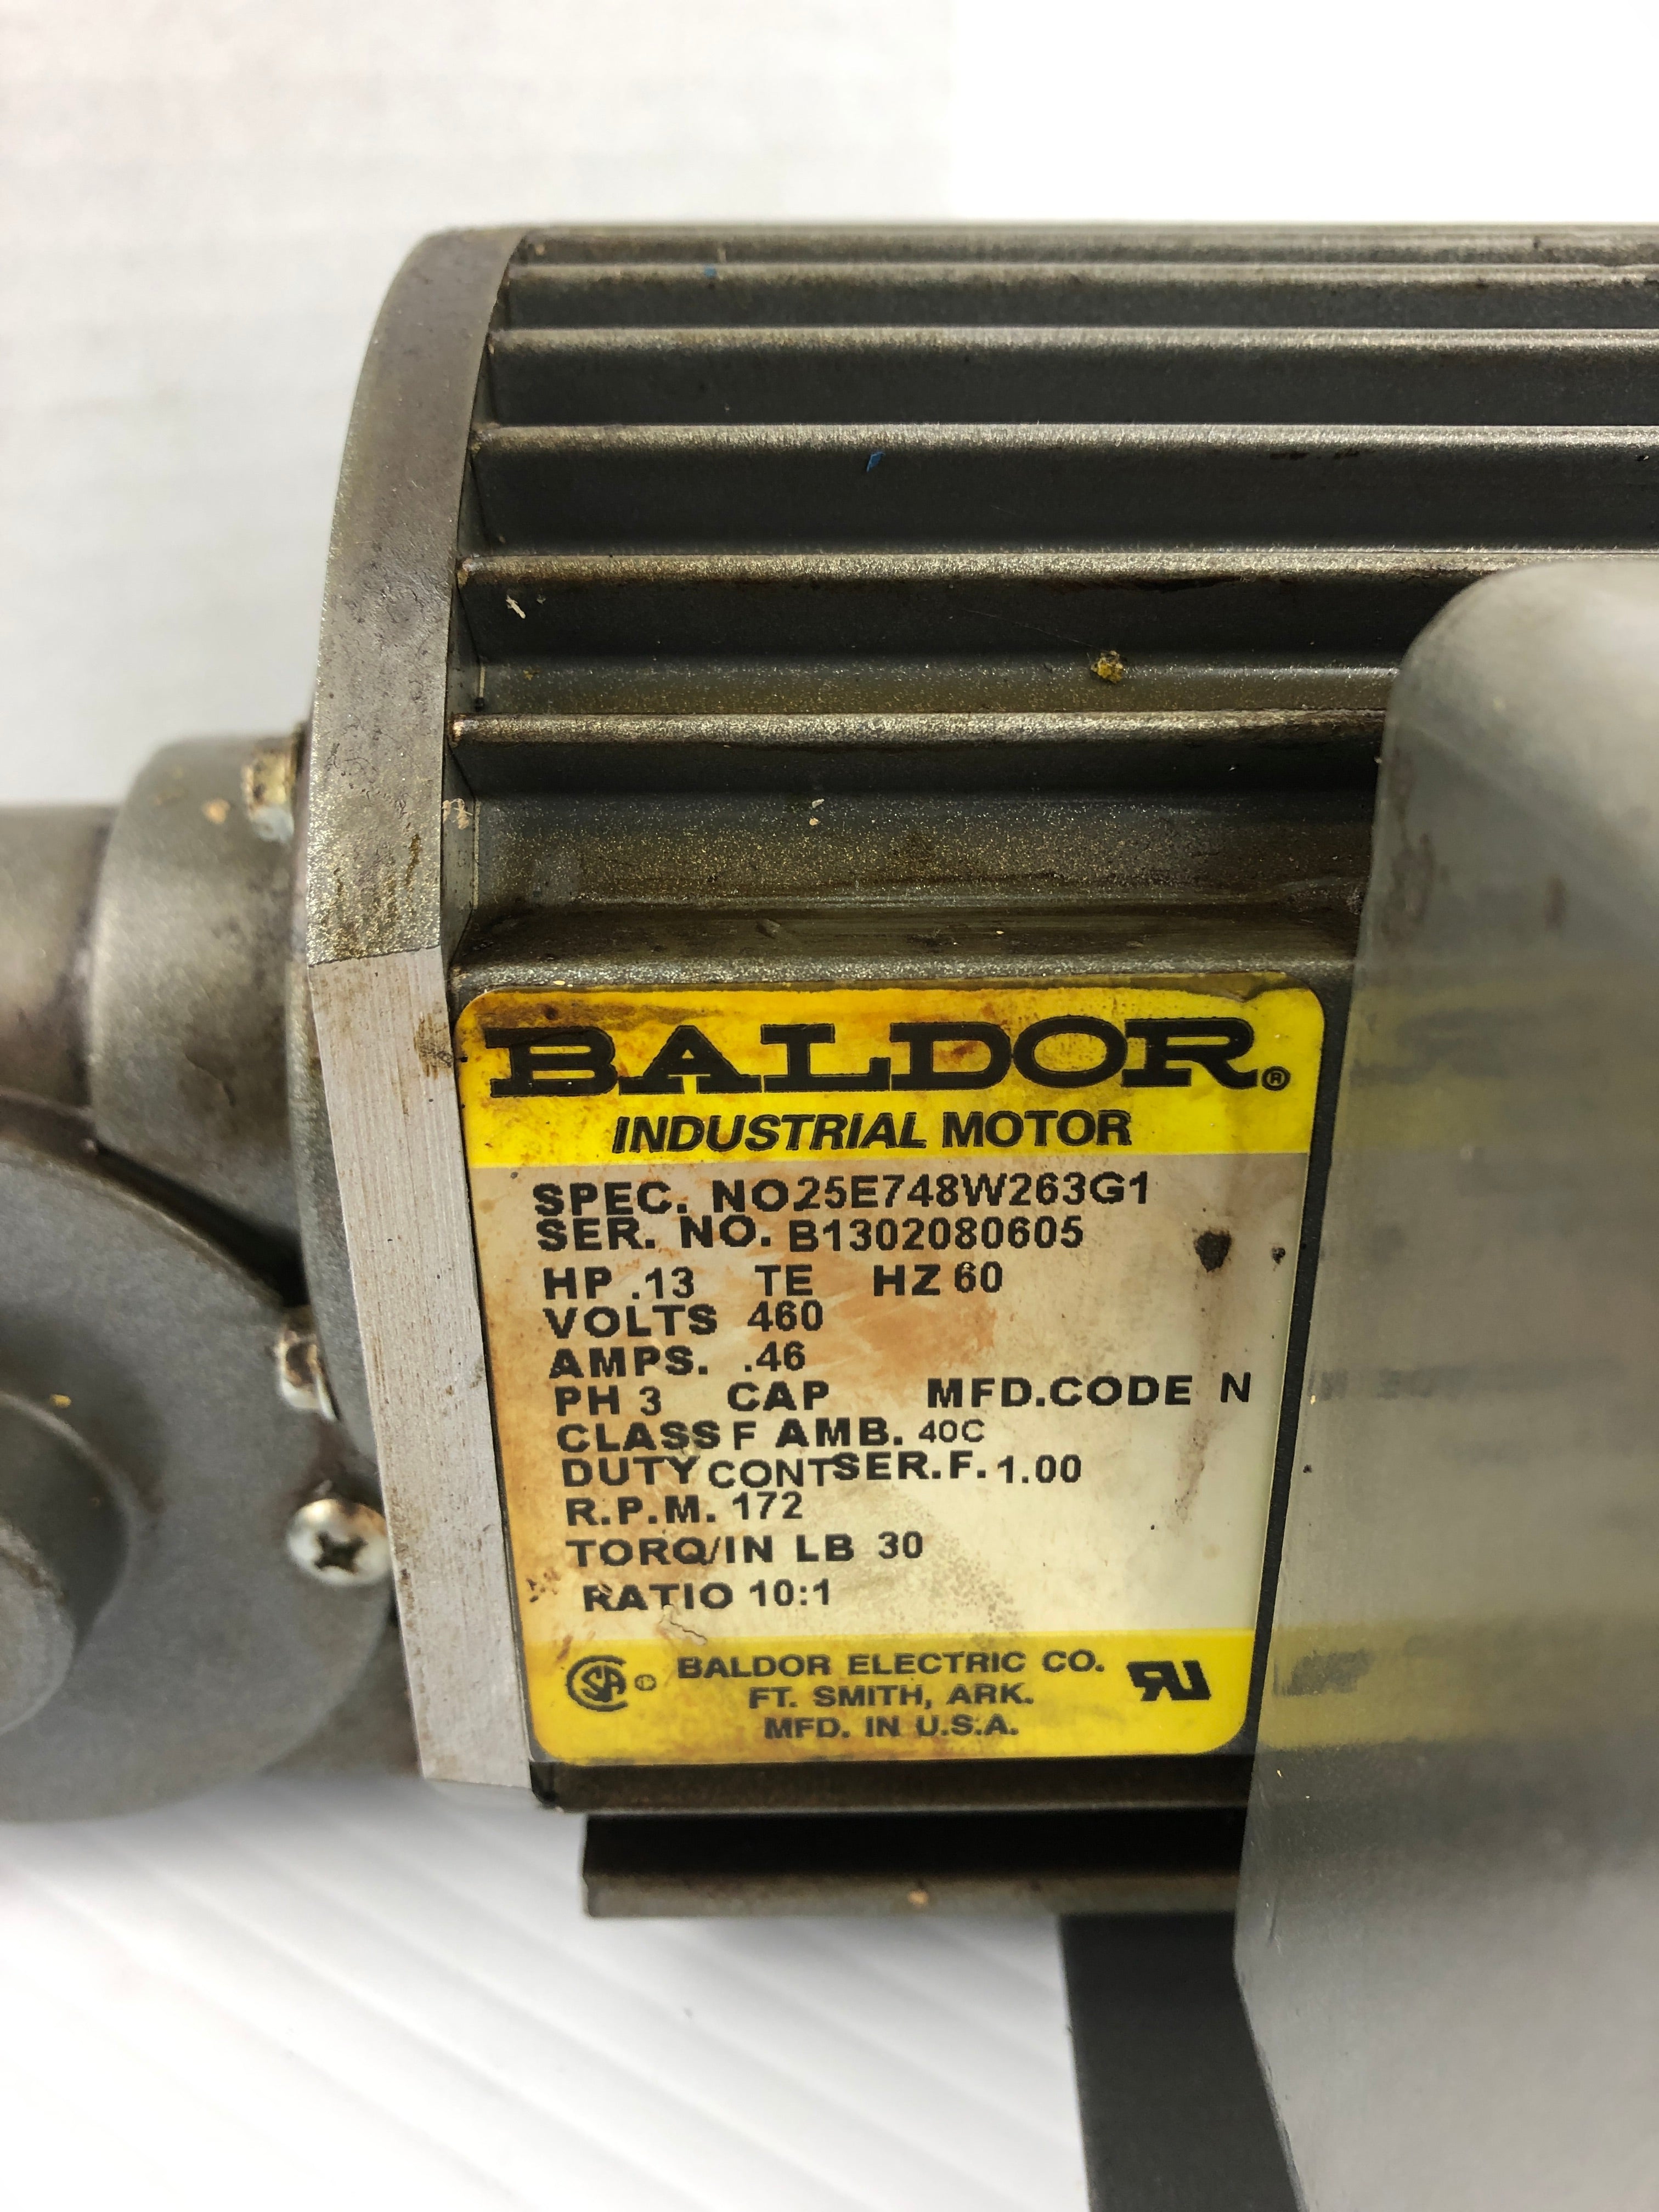 BALDOR®
INDUSTRIAL MOTOR
SPEC. NO 25E748W263G1
SER. NO. B1302080605
HP .13 TE HZ 60
VOLTS 460
AMPS. .46
PH 3 CAP MFD.CODE N
CLASS F AMB. 40C
DUTY CONT SER.F. 1.00
R.P.M. 172
TORQ/IN LB 30
RATIO 10:1
BALDOR ELECTRIC CO.
FT. SMITH, ARK.
MFD. IN U.S.A.